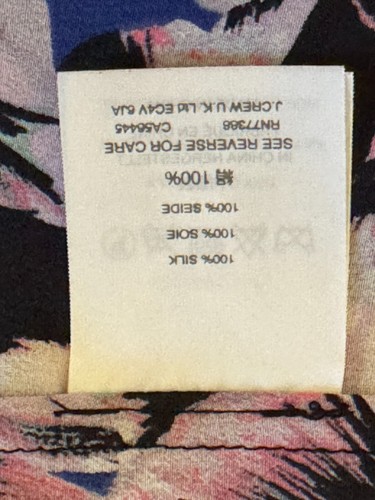 100% SILK
100% SOIE
100% SEIDE
絹 100%
SEE REVERSE FOR CARE
RN77388 CA56445
J.CREW U.K. Ltd EC4V 6JA